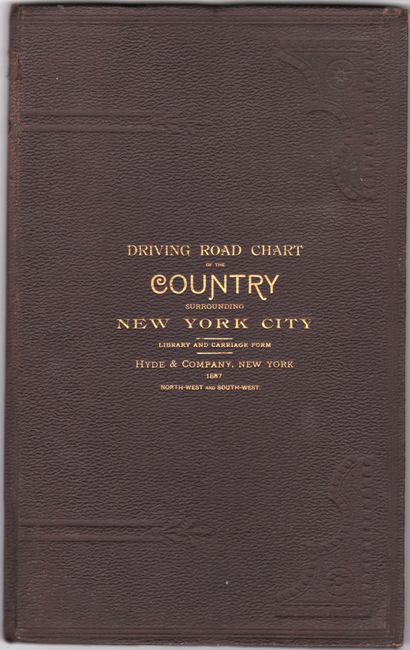 DRIVING ROAD CHART
OF THE
COUNTRY
SURROUNDING
NEW YORK CITY
LIBRARY AND CARRIAGE FORM
HYDE & COMPANY, NEW YORK
1887
NORTH-WEST AND SOUTH-WEST.